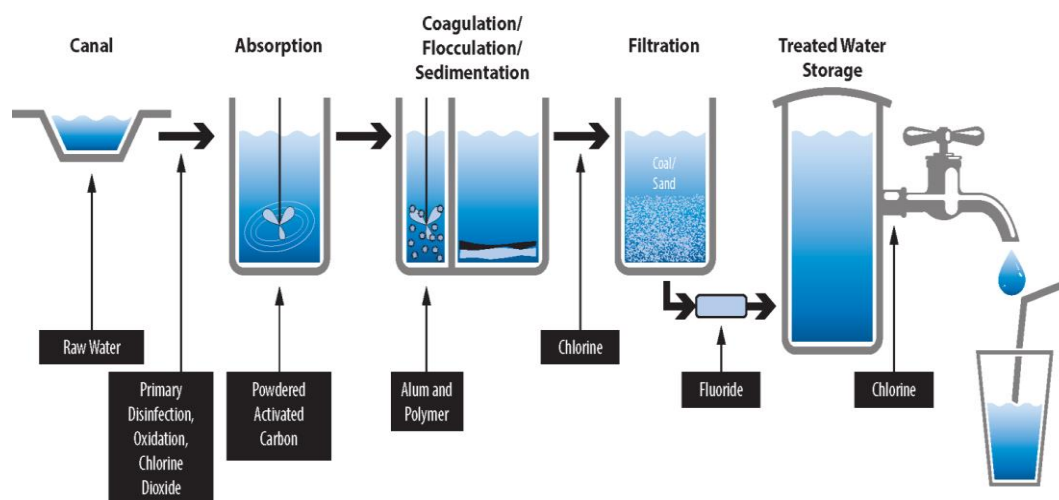 Canal
Absorption
Coagulation/
Flocculation/
Sedimentation
Filtration
Treated Water
Storage
Coal/
Sand
Raw Water
Primary
Disinfection,
Oxidation,
Chlorine
Dioxide
Powdered
Activated
Carbon
Alum and
Polymer
Chlorine
Fluoride
Chlorine